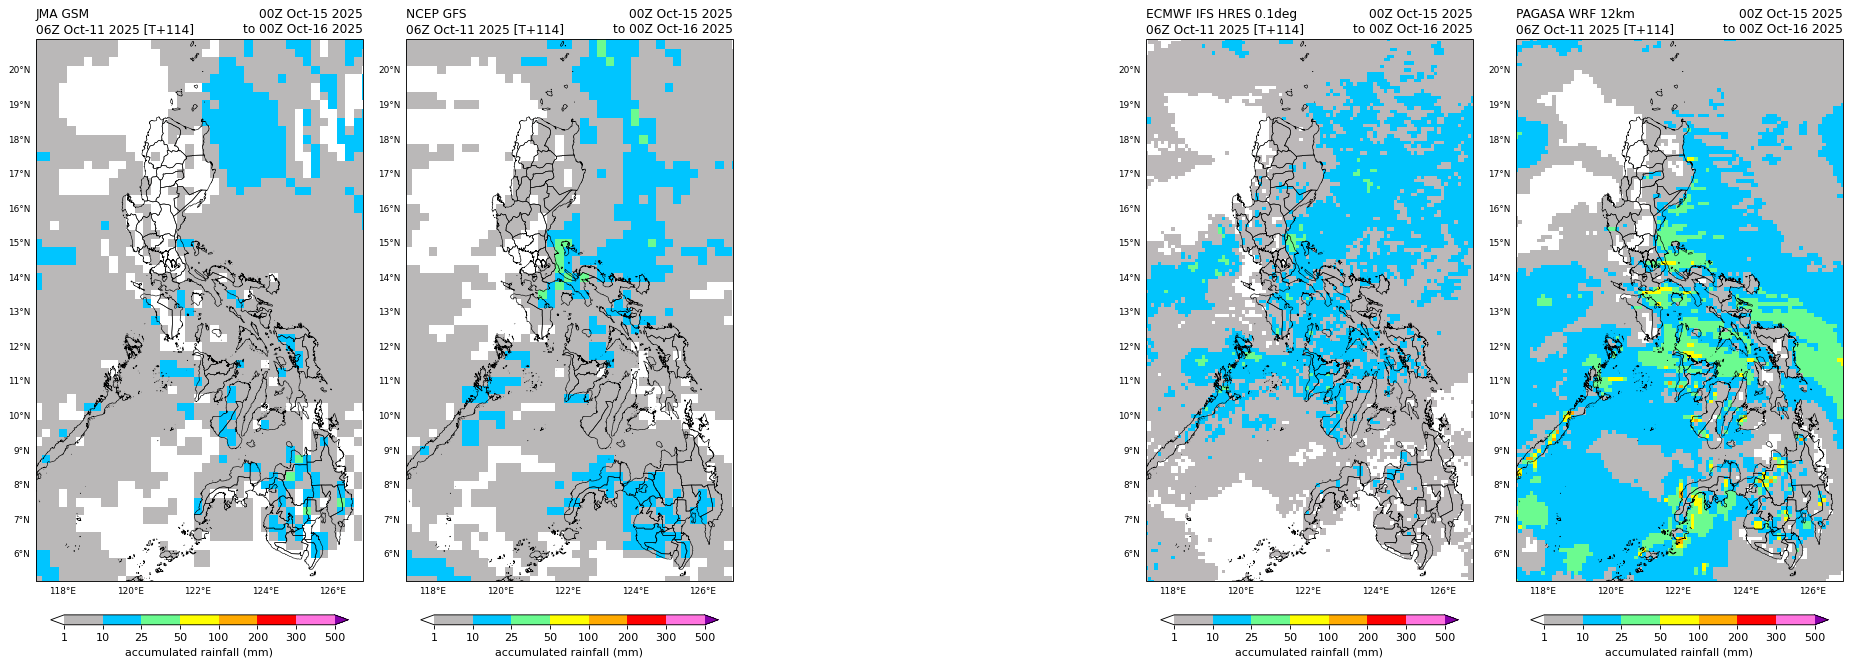 JMA GSM 00Z Oct-15 2025
06Z Oct-11 2025 [T+114] to 00Z Oct-16 2025
20°N
19°N
18°N
17°N
16°N
15°N
14°N
13°N
12°N
11°N
10°N
9°N
8°N
7°N
6°N
118°E 120°E 122°E 124°E 126°E
1 10 25 50 100 200 300 500
accumulated rainfall (mm)
NCEP GFS 00Z Oct-15 2025
06Z Oct-11 2025 [T+114] to 00Z Oct-16 2025
20°N
19°N
18°N
17°N
16°N
15°N
14°N
13°N
12°N
11°N
10°N
9°N
8°N
7°N
6°N
118°E 120°E 122°E 124°E 126°E
1 10 25 50 100 200 300 500
accumulated rainfall (mm)
ECMWF IFS HRES 0.1deg 00Z Oct-15 2025
06Z Oct-11 2025 [T+114] to 00Z Oct-16 2025
20°N
19°N
18°N
17°N
16°N
15°N
14°N
13°N
12°N
11°N
10°N
9°N
8°N
7°N
6°N
118°E 120°E 122°E 124°E 126°E
1 10 25 50 100 200 300 500
accumulated rainfall (mm)
PAGASA WRF 12km 00Z Oct-15 2025
06Z Oct-11 2025 [T+114] to 00Z Oct-16 2025
20°N
19°N
18°N
17°N
16°N
15°N
14°N
13°N
12°N
11°N
10°N
9°N
8°N
7°N
6°N
118°E 120°E 122°E 124°E 126°E
1 10 25 50 100 200 300 500
accumulated rainfall (mm)